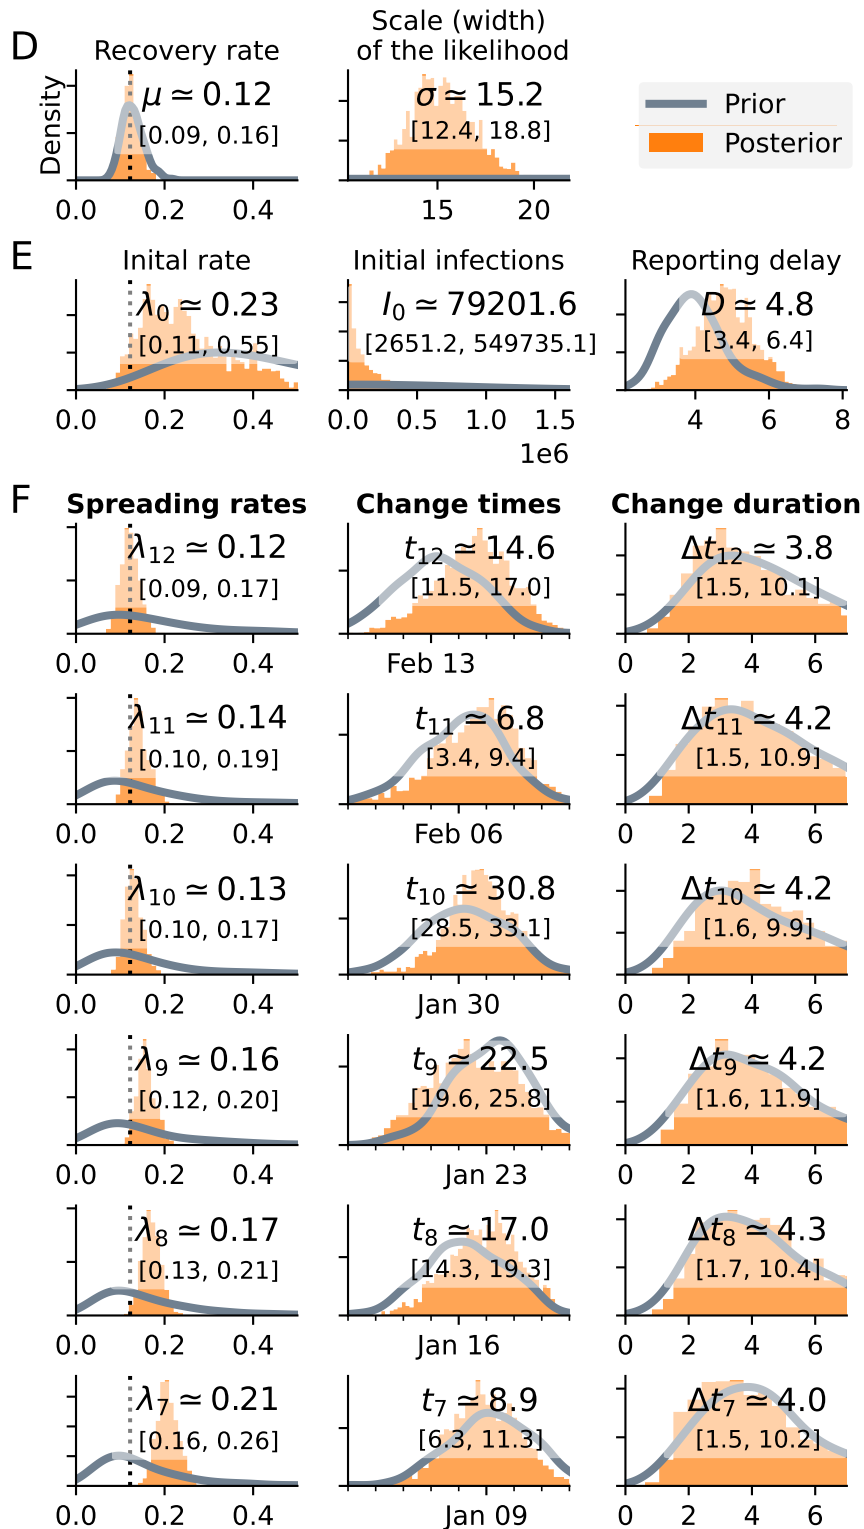 D
Recovery rate
Scale (width)
of the likelihood
Density
μ ≃ 0.12
[0.09, 0.16]
0.0 0.2 0.4
σ ≃ 15.2
[12.4, 18.8]
15 20
Prior
Posterior
E
Inital rate
λ0 ≃ 0.23
[0.11, 0.55]
0.0 0.2 0.4
Initial infections
I0 ≃ 79201.6
[2651.2, 549735.1]
0.0 0.5 1.0 1.5
1e6
Reporting delay
D ≃ 4.8
[3.4, 6.4]
4 6 8
F
Spreading rates Change times Change duration
λ12 ≃ 0.12
[0.09, 0.17]
0.0 0.2 0.4
t12 ≃ 14.6
[11.5, 17.0]
Feb 13
Δt12 ≃ 3.8
[1.5, 10.1]
0 2 4 6
λ11 ≃ 0.14
[0.10, 0.19]
0.0 0.2 0.4
t11 ≃ 6.8
[3.4, 9.4]
Feb 06
Δt11 ≃ 4.2
[1.5, 10.9]
0 2 4 6
λ10 ≃ 0.13
[0.10, 0.17]
0.0 0.2 0.4
t10 ≃ 30.8
[28.5, 33.1]
Jan 30
Δt10 ≃ 4.2
[1.6, 9.9]
0 2 4 6
λ9 ≃ 0.16
[0.12, 0.20]
0.0 0.2 0.4
t9 ≃ 22.5
[19.6, 25.8]
Jan 23
Δt9 ≃ 4.2
[1.6, 11.9]
0 2 4 6
λ8 ≃ 0.17
[0.13, 0.21]
0.0 0.2 0.4
t8 ≃ 17.0
[14.3, 19.3]
Jan 16
Δt8 ≃ 4.3
[1.7, 10.4]
0 2 4 6
λ7 ≃ 0.21
[0.16, 0.26]
0.0 0.2 0.4
t7 ≃ 8.9
[6.3, 11.3]
Jan 09
Δt7 ≃ 4.0
[1.5, 10.2]
0 2 4 6